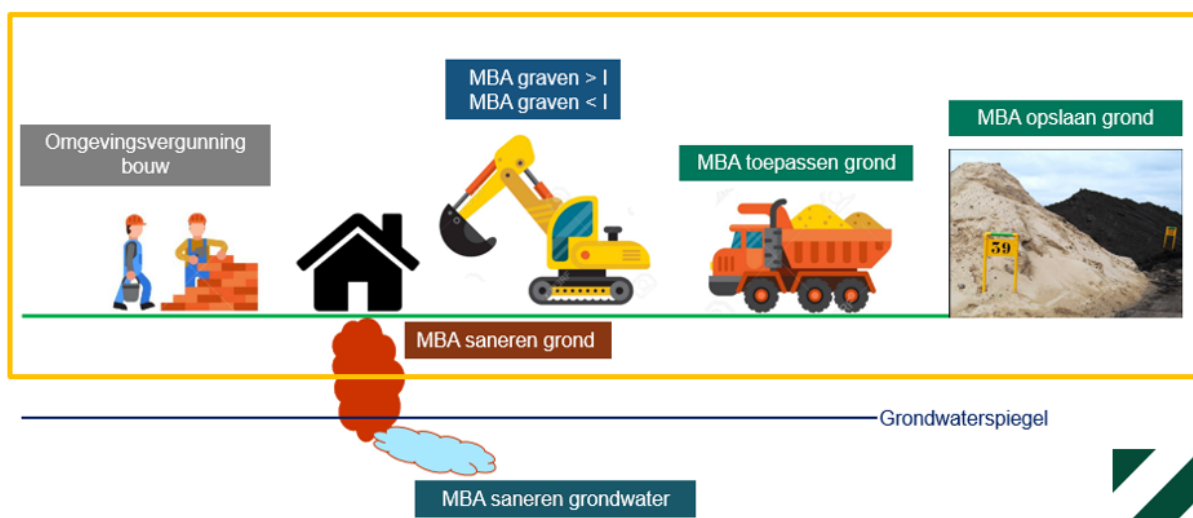 MBA graven > I
MBA graven < I
MBA opslaan grond
Omgevingsvergunning
bouw
MBA toepassen grond
39
MBA saneren grond
Grondwaterspiegel
MBA saneren grondwater